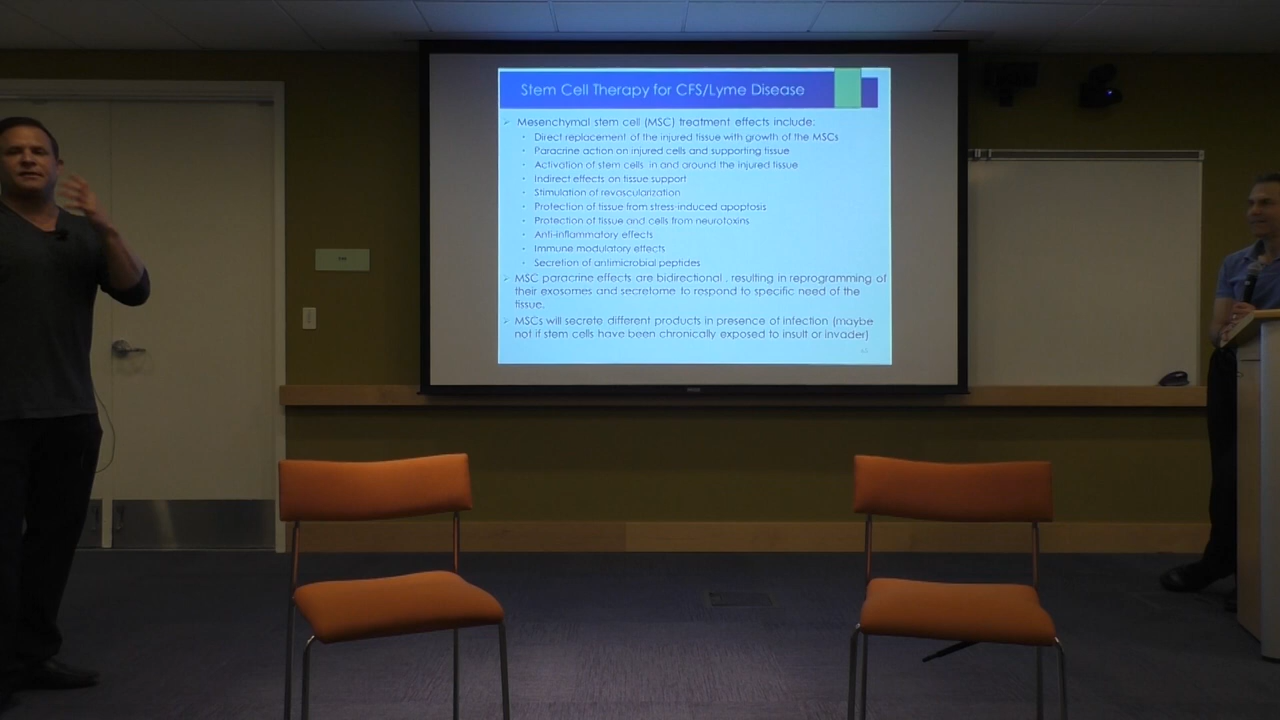 Stem Cell Therapy for CFS/Lyme Disease
Mesenchymal stem cell (MSC) treatment effects include:
Direct replacement of the injured tissue with growth of the MSCs
Paracrine action on injured cells and supporting tissue
Activation of stem cells in and around the injured tissue
Indirect effects on tissue support
Stimulation of revascularization
Protection of tissue from stress-induced apoptosis
Protection of tissue and cells from neurotoxins
Anti-inflammatory effects
Immune modulatory effects
Secretion of antimicrobial peptides
MSC paracrine effects are bidirectional , resulting in reprogramming of
their exosomes and secretome to respond to specific need of the
tissue.
MSCs will secrete different products in presence of infection (maybe
not if stem cells have been chronically exposed to insult or invader)